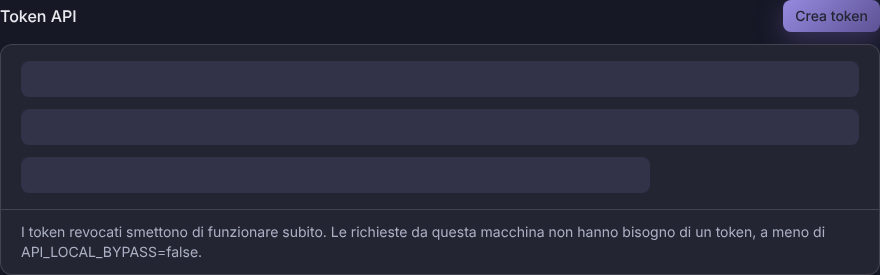 Token API
Crea token
I token revocati smettono di funzionare subito. Le richieste da questa macchina non hanno bisogno di un token, a meno di
API_LOCAL_BYPASS=false.